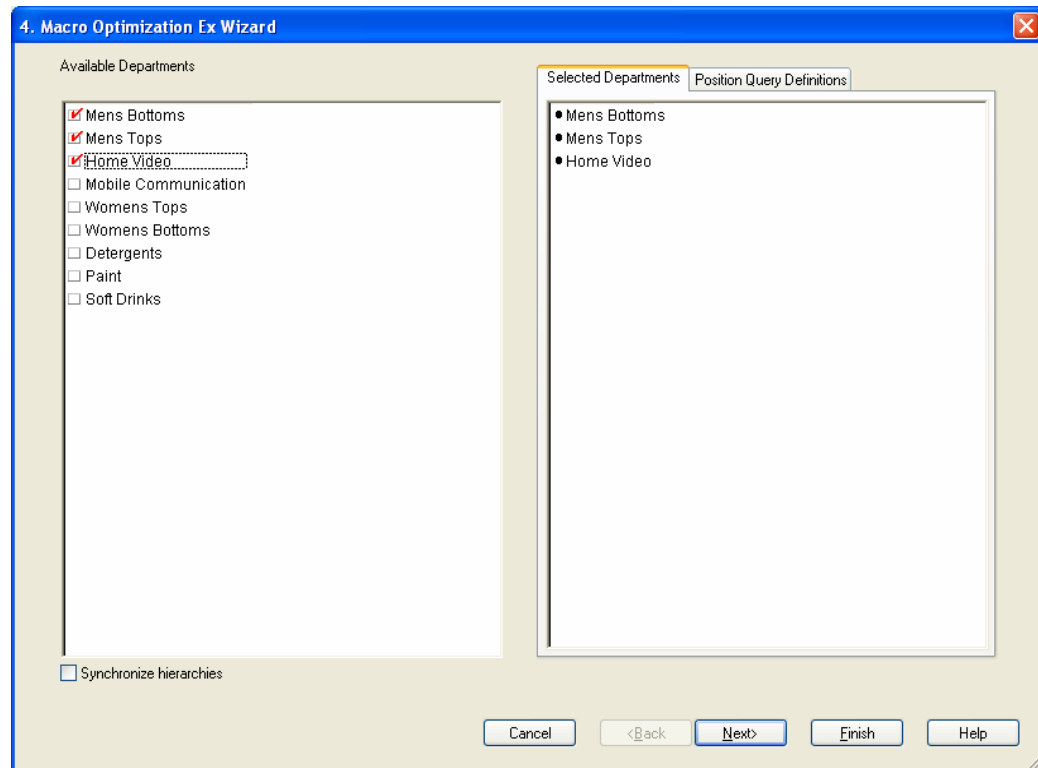 4. Macro Optimization Ex Wizard
Available Departments
Mens Bottoms
Mens Tops
Home Video
Mobile Communication
Womens Tops
Womens Bottoms
Detergents
Paint
Soft Drinks
Synchronize hierarchies
Selected Departments
Position Query Definitions
Mens Bottoms
Mens Tops
Home Video
Cancel
<Back
Next>
Finish
Help